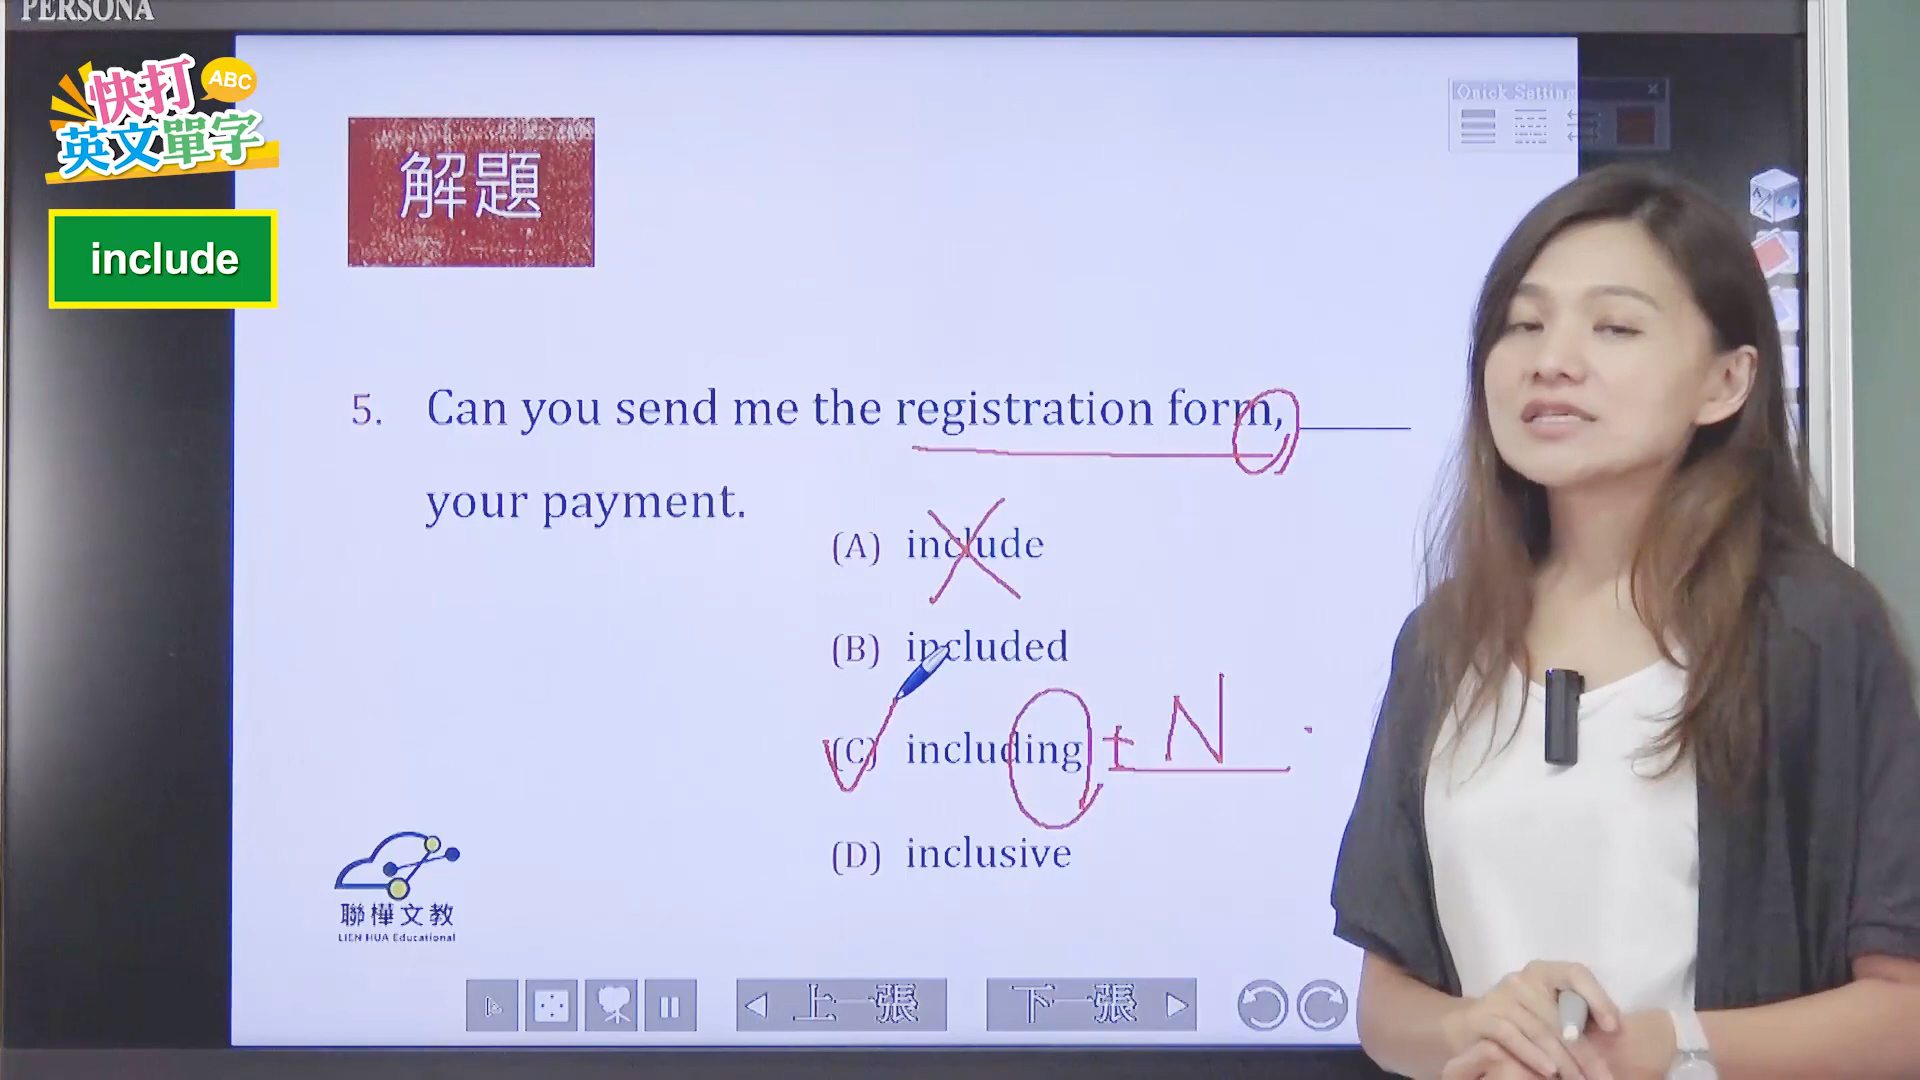 PERSONA
快打
ABC
英文單字
include
解題
Quick Setting
5. Can you send me the registration form, ______
your payment.
(A) include
(B) included
(C) including + N
(D) inclusive
聯樺文教
LIEN HUA Educational
上一張
下一張